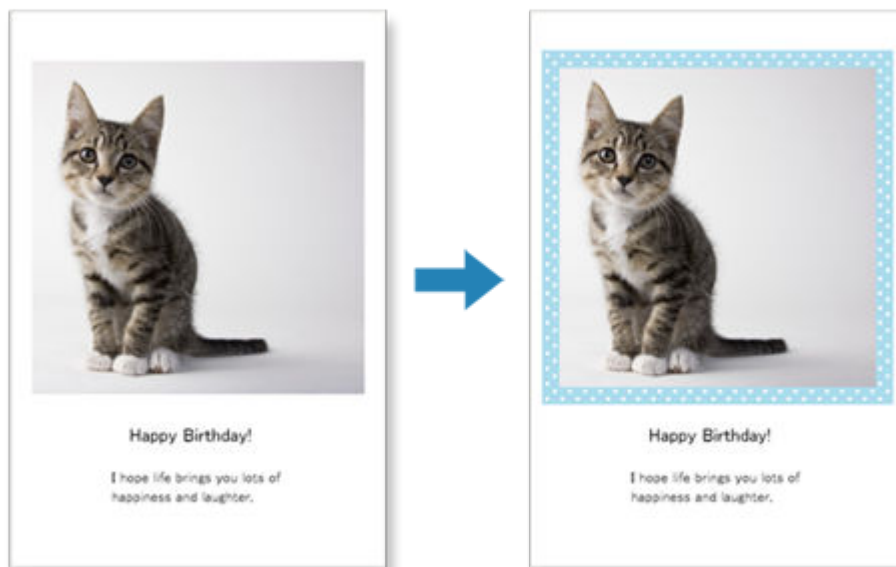 Happy Birthday!
I hope life brings you lots of
happiness and laughter.
Happy Birthday!
I hope life brings you lots of
happiness and laughter.